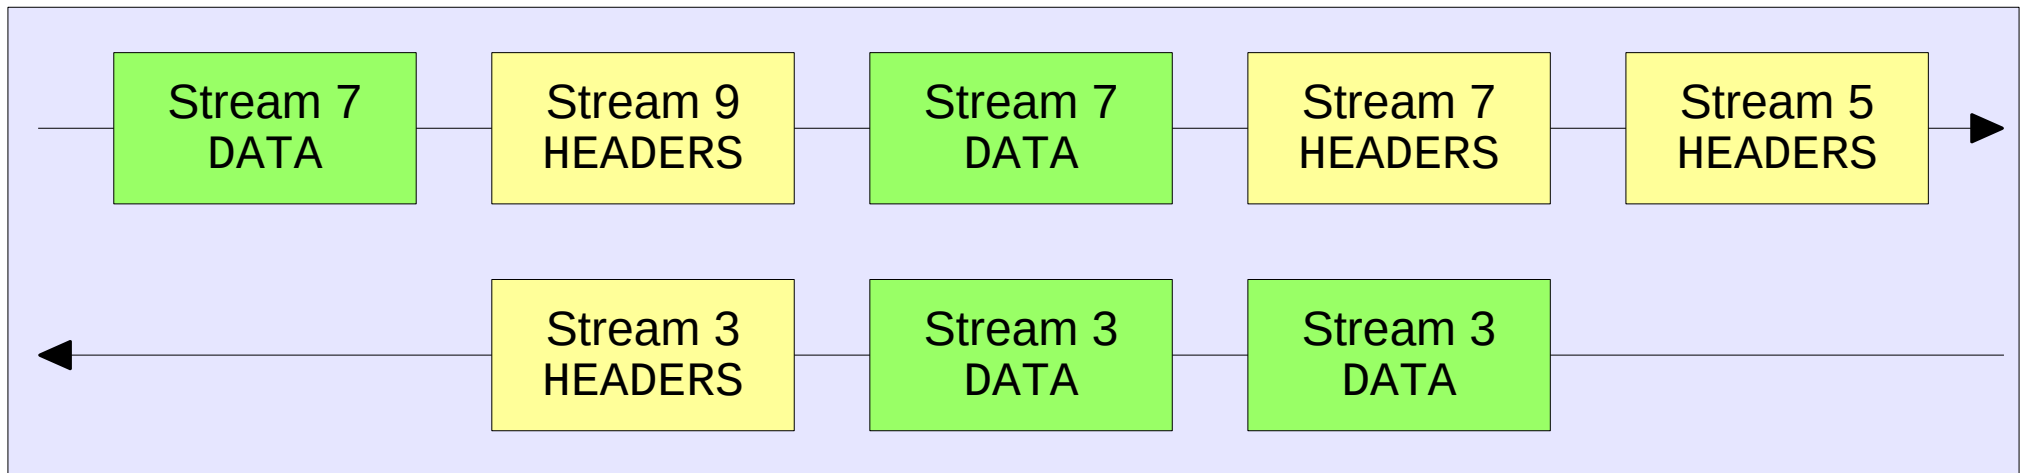 Stream 7
DATA
Stream 9
HEADERS
Stream 7
DATA
Stream 7
HEADERS
Stream 5
HEADERS
Stream 3
HEADERS
Stream 3
DATA
Stream 3
DATA